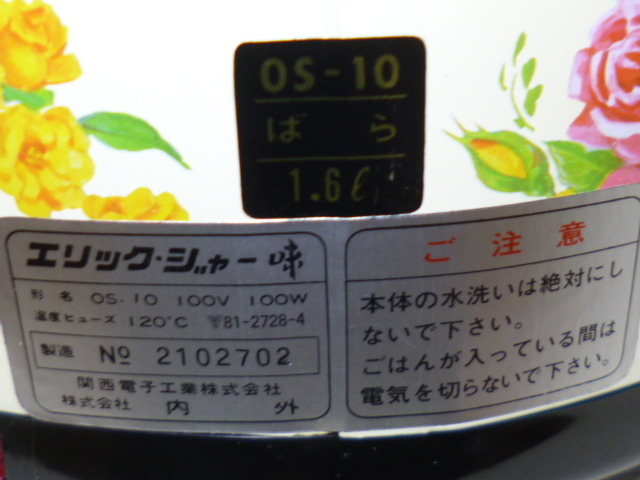 OS-10
ばら
1.6ℓ
エリック・ジャー味
形名 OS-10 100V 100W
温度ヒューズ 120°C 〒81-2728-4
製造 No 2102702
関西電子工業株式会社
株式会社 内外
ご注意
本体の水洗いは絶対にし
ないで下さい。
ごはんが入っている間は
電気を切らないで下さい。